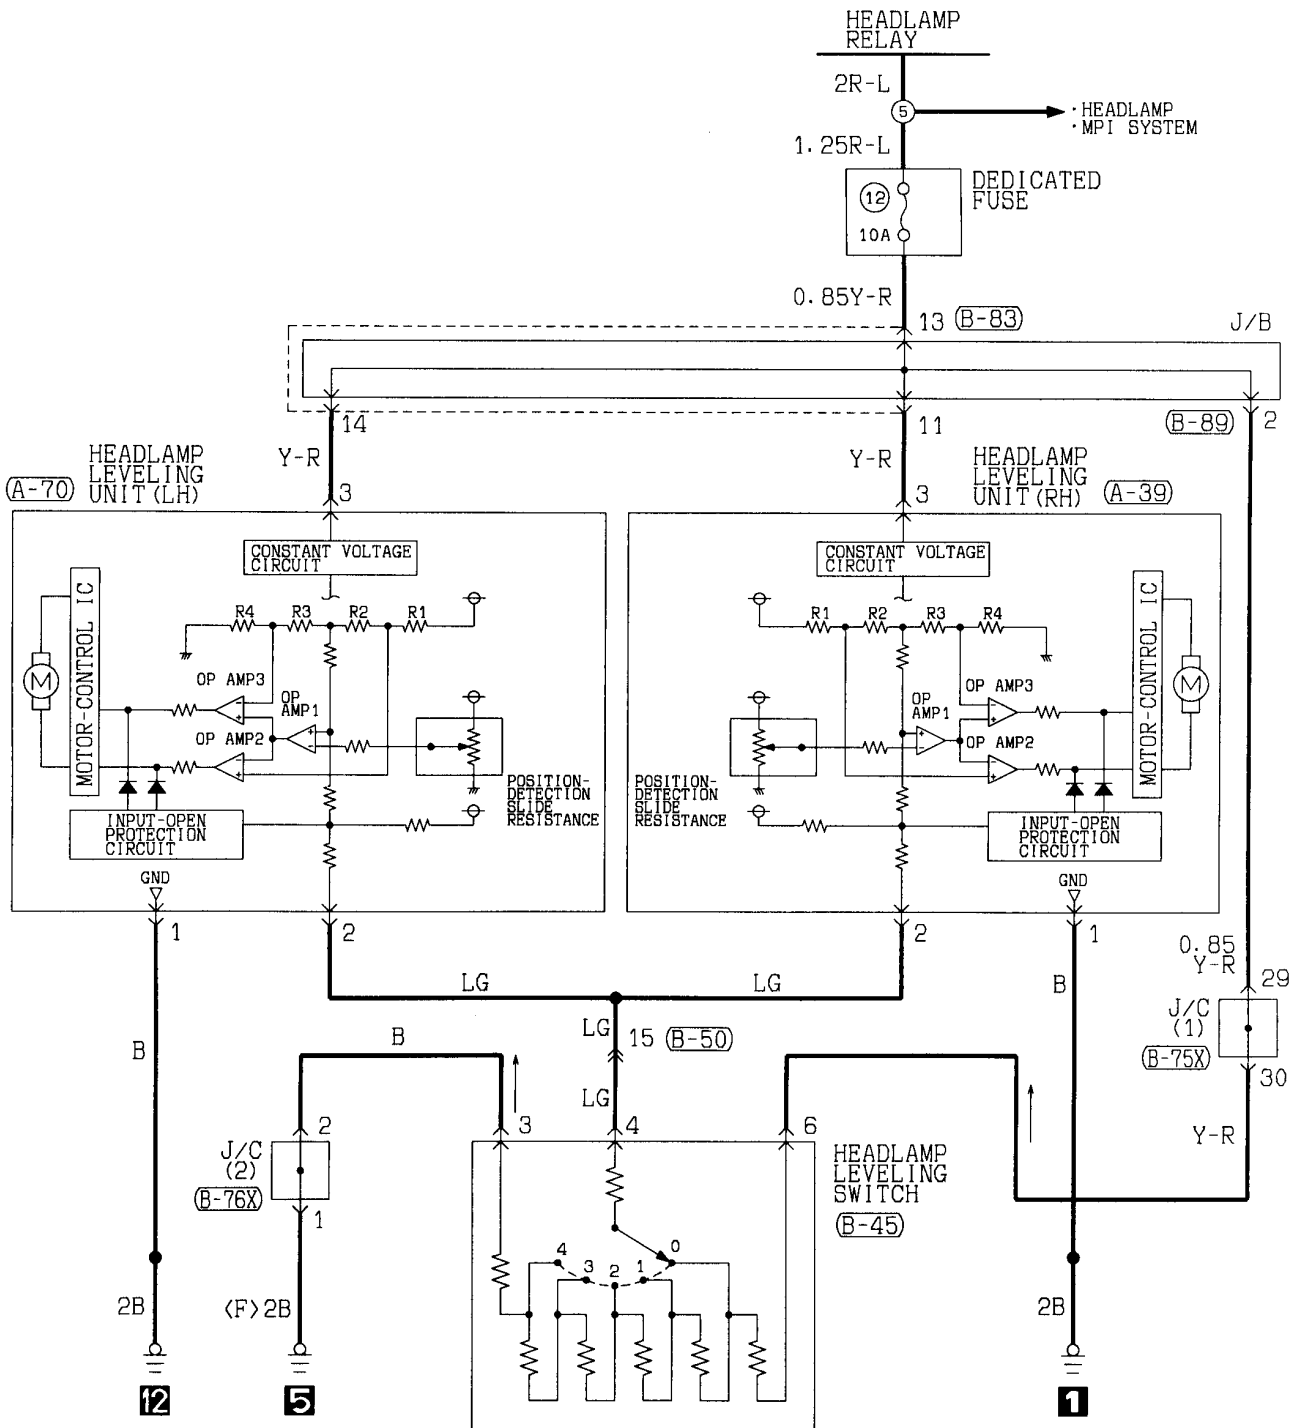 HEADLAMP
RELAY
2R-L
5
· HEADLAMP
· MPI SYSTEM
1.25R-L
DEDICATED
FUSE
12
10A
0.85Y-R
13
B-83
J/B
14
11
B-89
2
HEADLAMP
LEVELING
UNIT (LH)
A-70
Y-R
3
Y-R
3
HEADLAMP
LEVELING
UNIT (RH)
A-39
CONSTANT VOLTAGE
CIRCUIT
R4
R3
R2
R1
MOTOR-CONTROL IC
M
OP AMP3
OP
AMP1
OP AMP2
+
-
POSITION-
DETECTION
SLIDE
RESISTANCE
INPUT-OPEN
PROTECTION
CIRCUIT
GND
CONSTANT VOLTAGE
CIRCUIT
R1
R2
R3
R4
MOTOR-CONTROL IC
M
OP AMP3
OP
AMP1
OP AMP2
+
-
POSITION-
DETECTION
SLIDE
RESISTANCE
INPUT-OPEN
PROTECTION
CIRCUIT
GND
1
2
2
1
LG
LG
B
0.85
Y-R
29
J/C
(1)
B-75X
30
B
B
LG
15
B-50
LG
2
3
4
6
J/C
(2)
B-76X
1
Y-R
HEADLAMP
LEVELING
SWITCH
B-45
4
3
2
1
0
2B
<F>2B
2B
12
5
1